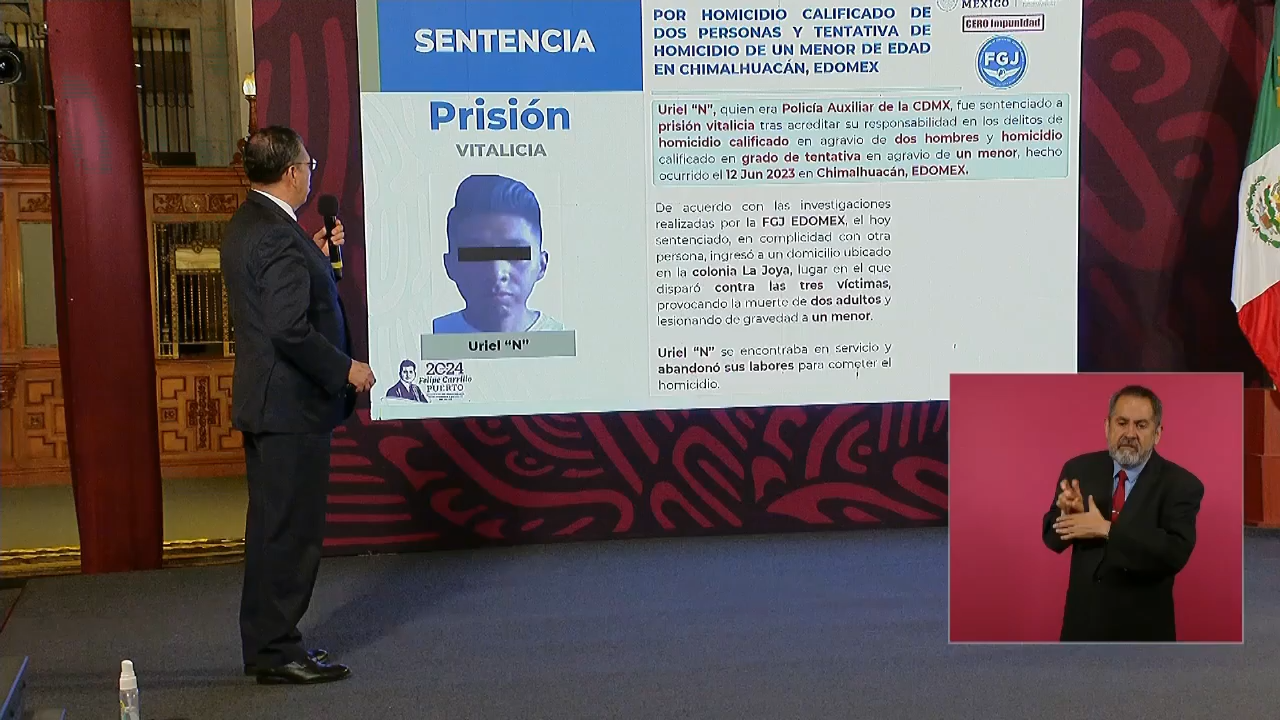 SENTENCIA
Prisión
VITALICIA
Uriel “N”
2024
Felipe Carrillo
PUERTO
POR HOMICIDIO CALIFICADO DE
DOS PERSONAS Y TENTATIVA DE
HOMICIDIO DE UN MENOR DE EDAD
EN CHIMALHUACÁN, EDOMEX
MÉXICO
CERO Impunidad
FGJ
Uriel “N”, quien era Policía Auxiliar de la CDMX, fue sentenciado a
prisión vitalicia tras acreditar su responsabilidad en los delitos de
homicidio calificado en agravio de dos hombres y homicidio
calificado en grado de tentativa en agravio de un menor, hecho
ocurrido el 12 Jun 2023 en Chimalhuacán, EDOMEX.
De acuerdo con las investigaciones
realizadas por la FGJ EDOMEX, el hoy
sentenciado, en complicidad con otra
persona, ingresó a un domicilio ubicado
en la colonia La Joya, lugar en el que
disparó contra las tres víctimas,
provocando la muerte de dos adultos y
lesionando de gravedad a un menor.
Uriel “N” se encontraba en servicio y
abandonó sus labores para cometer el
homicidio.